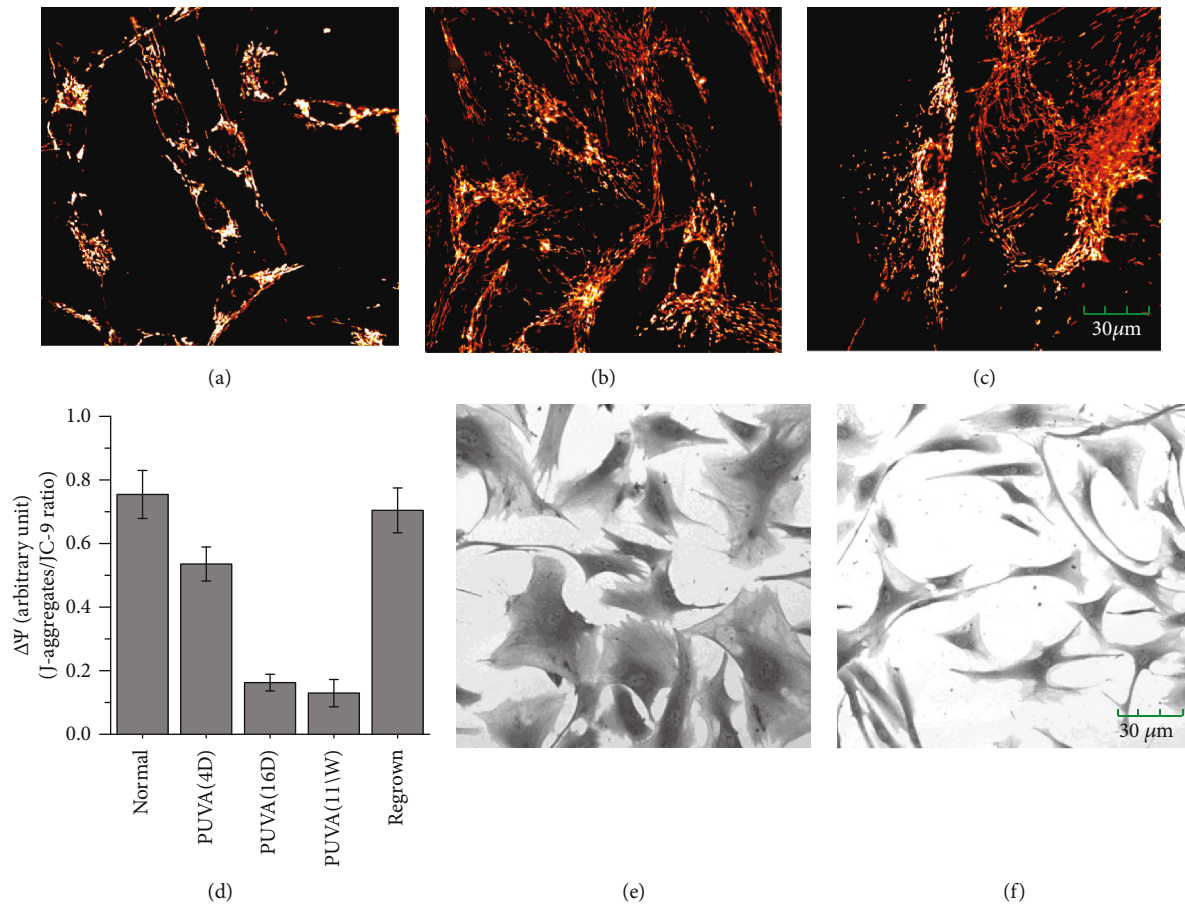 30μm
(a)
(b)
(c)
ΔΨ (arbitrary unit)
(J-aggregates/JC-9 ratio)
1.0
0.8
0.6
0.4
0.2
0.0
Normal
PUVA(4D)
PUVA(16D)
PUVA(11\W)
Regrown
30 μm
(d)
(e)
(f)